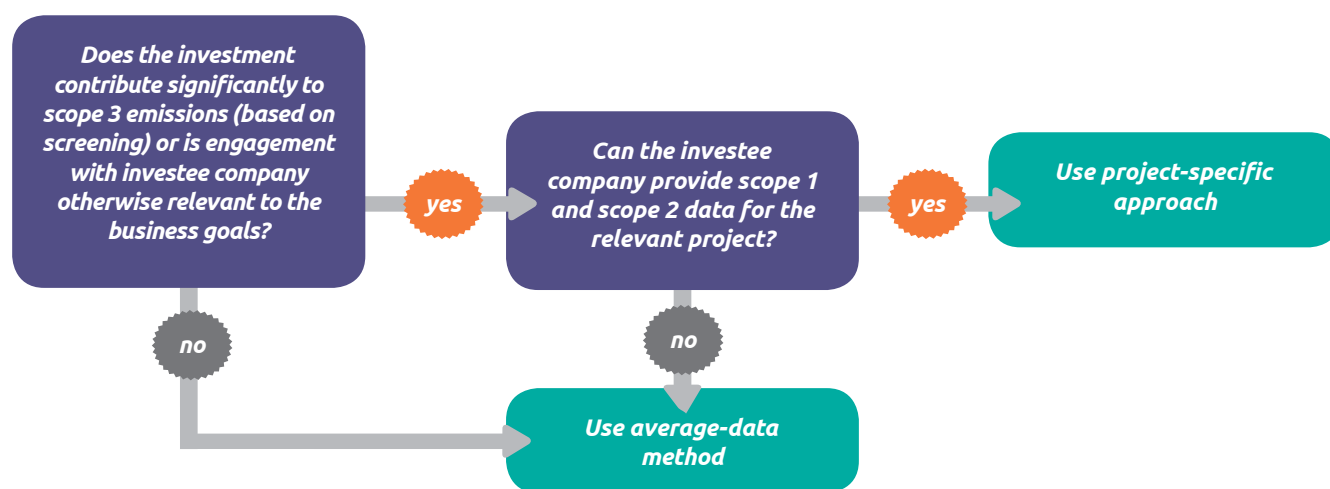 Does the investment
contribute significantly to
scope 3 emissions (based on
screening) or is engagement
with investee company
otherwise relevant to the
business goals?
yes
Can the investee
company provide scope 1
and scope 2 data for the
relevant project?
yes
Use project-specific
approach
no
no
Use average-data
method